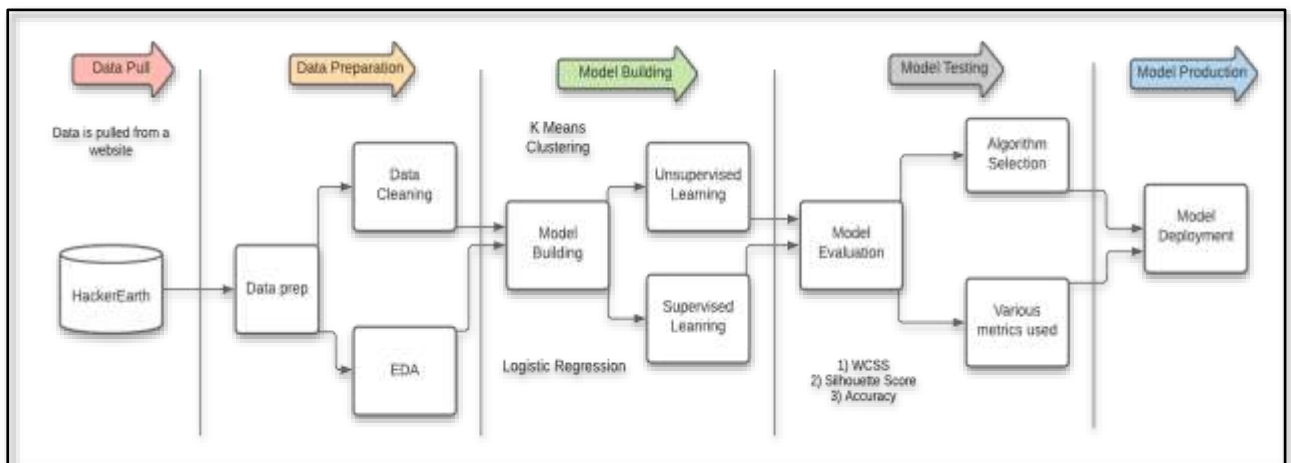 Data Pull
Data Preparation
Model Building
Model Testing
Model Production
Data is pulled from a
website
HackerEarth
Data prep
Data
Cleaning
EDA
K Means
Clustering
Model
Building
Logistic Regression
Unsupervised
Learning
Supervised
Learning
Model
Evaluation
1) WCSS
2) Silhouette Score
3) Accuracy
Algorithm
Selection
Various
metrics used
Model
Deployment